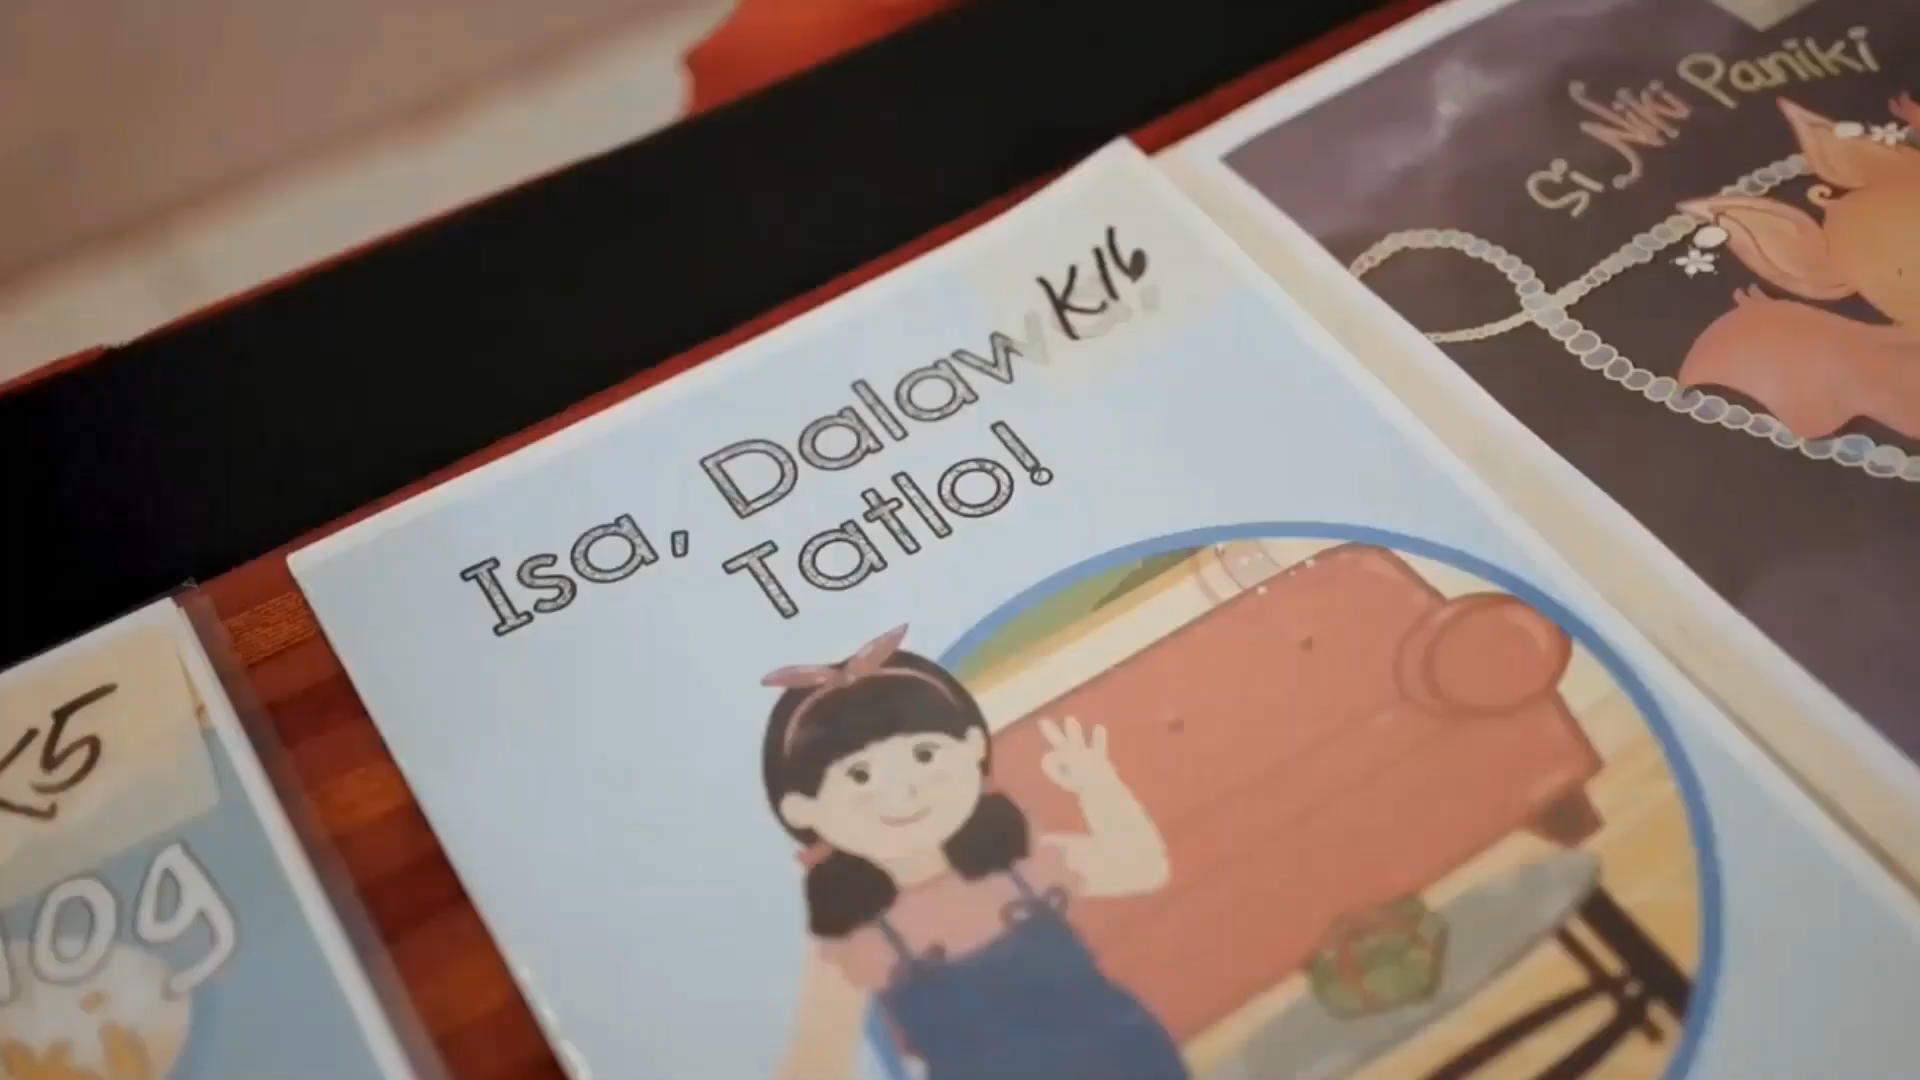 Si Niki Paniki
K16
Isa, Dalaw
Tatlo!
K5
og